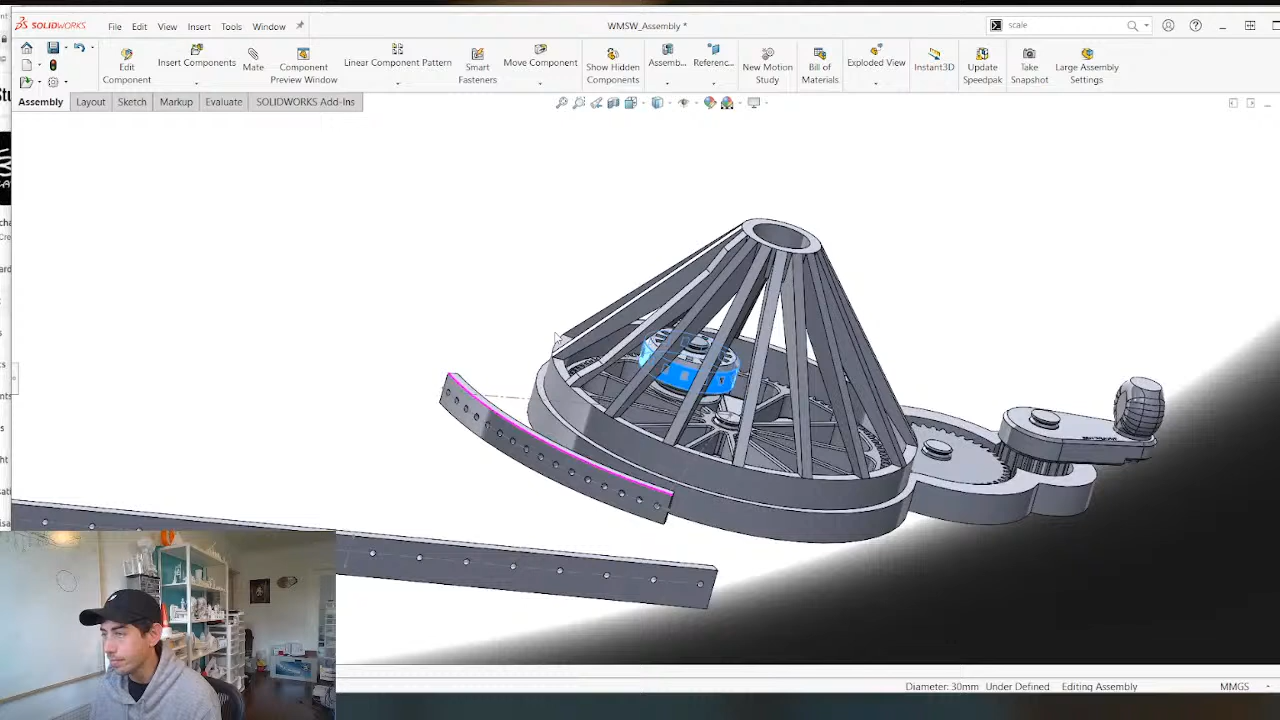 SOLIDWORKS File Edit View Insert Tools Window WMSW_Assembly * scale
Edit Component
Insert Components
Mate
Component Preview Window
Linear Component Pattern
Smart Fasteners
Move Component
Show Hidden Components
Assemb...
Referenc...
New Motion Study
Bill of Materials
Exploded View
Instant3D
Update Speedpak
Take Snapshot
Large Assembly Settings
Assembly Layout Sketch Markup Evaluate SOLIDWORKS Add-Ins
Diameter: 30mm Under Defined Editing Assembly MMGS